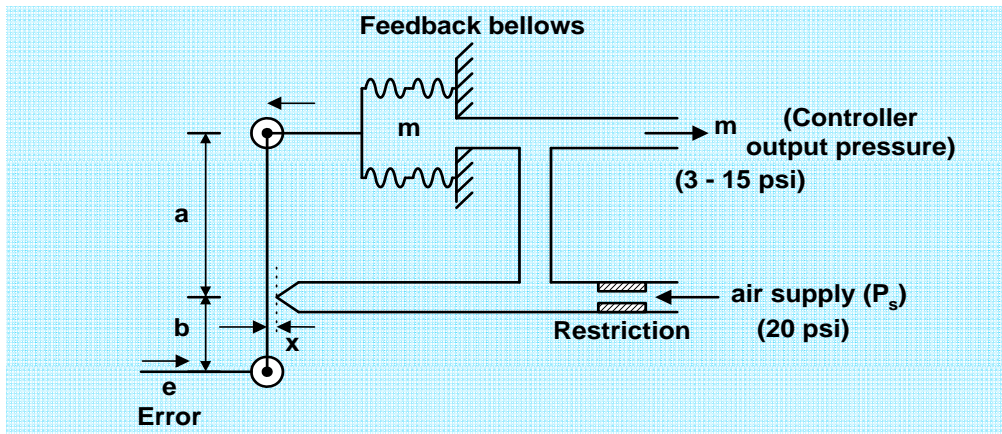 Feedback bellows
m
m
(Controller
output pressure)
(3 - 15 psi)
a
b
x
e
Error
Restriction
air supply (Ps)
(20 psi)